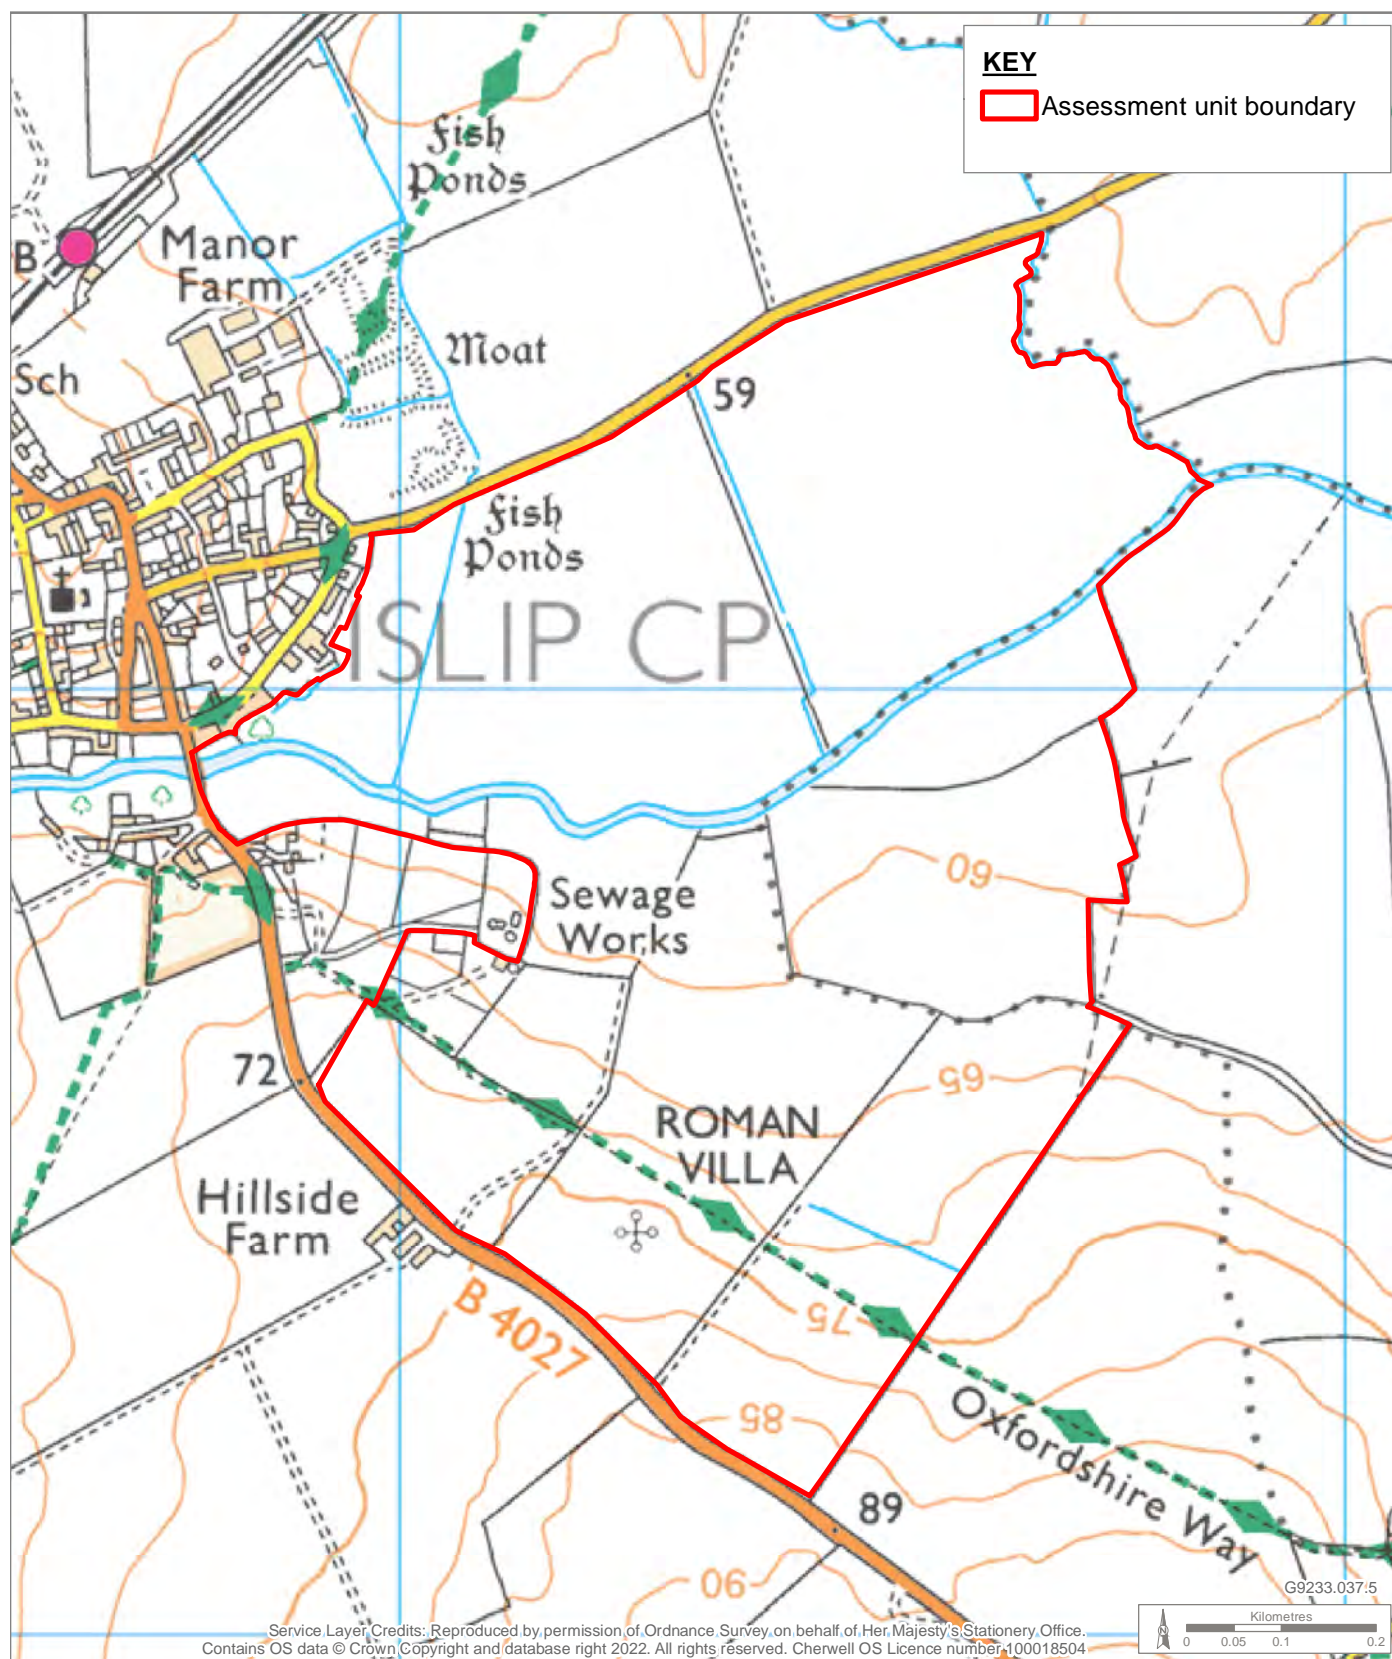 KEY
Assessment unit boundary
Fish
Ponds
B
Manor
Farm
Moat
Sch
59
Fish
Ponds
ISLIP CP
60
Sewage
Works
72
65
ROMAN
VILLA
Hillside
Farm
B 4027
75
85
Oxfordshire Way
89
90
G9233.037.5
Service Layer Credits: Reproduced by permission of Ordnance Survey on behalf of Her Majesty's Stationery Office.
Contains OS data © Crown Copyright and database right 2022. All rights reserved. Cherwell OS Licence number 100018504
Kilometres
0 0.05 0.1 0.2